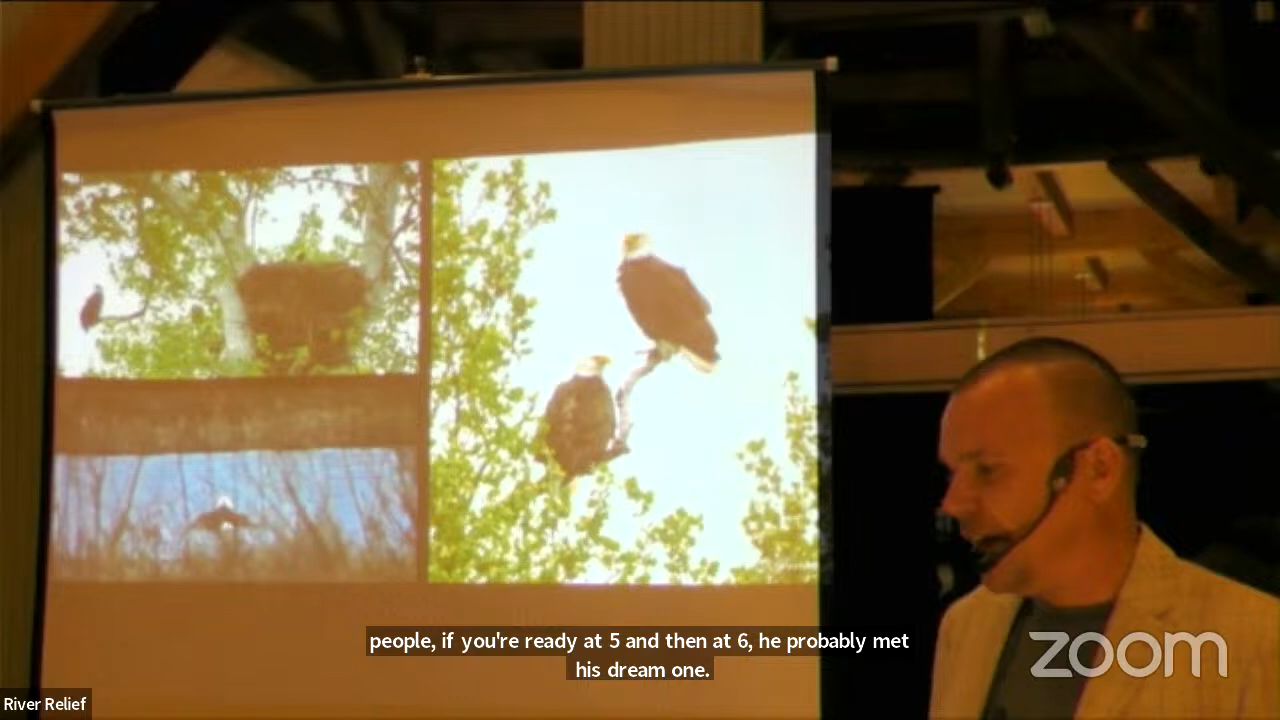 people, if you're ready at 5 and then at 6, he probably met
his dream one.
zoom
River Relief